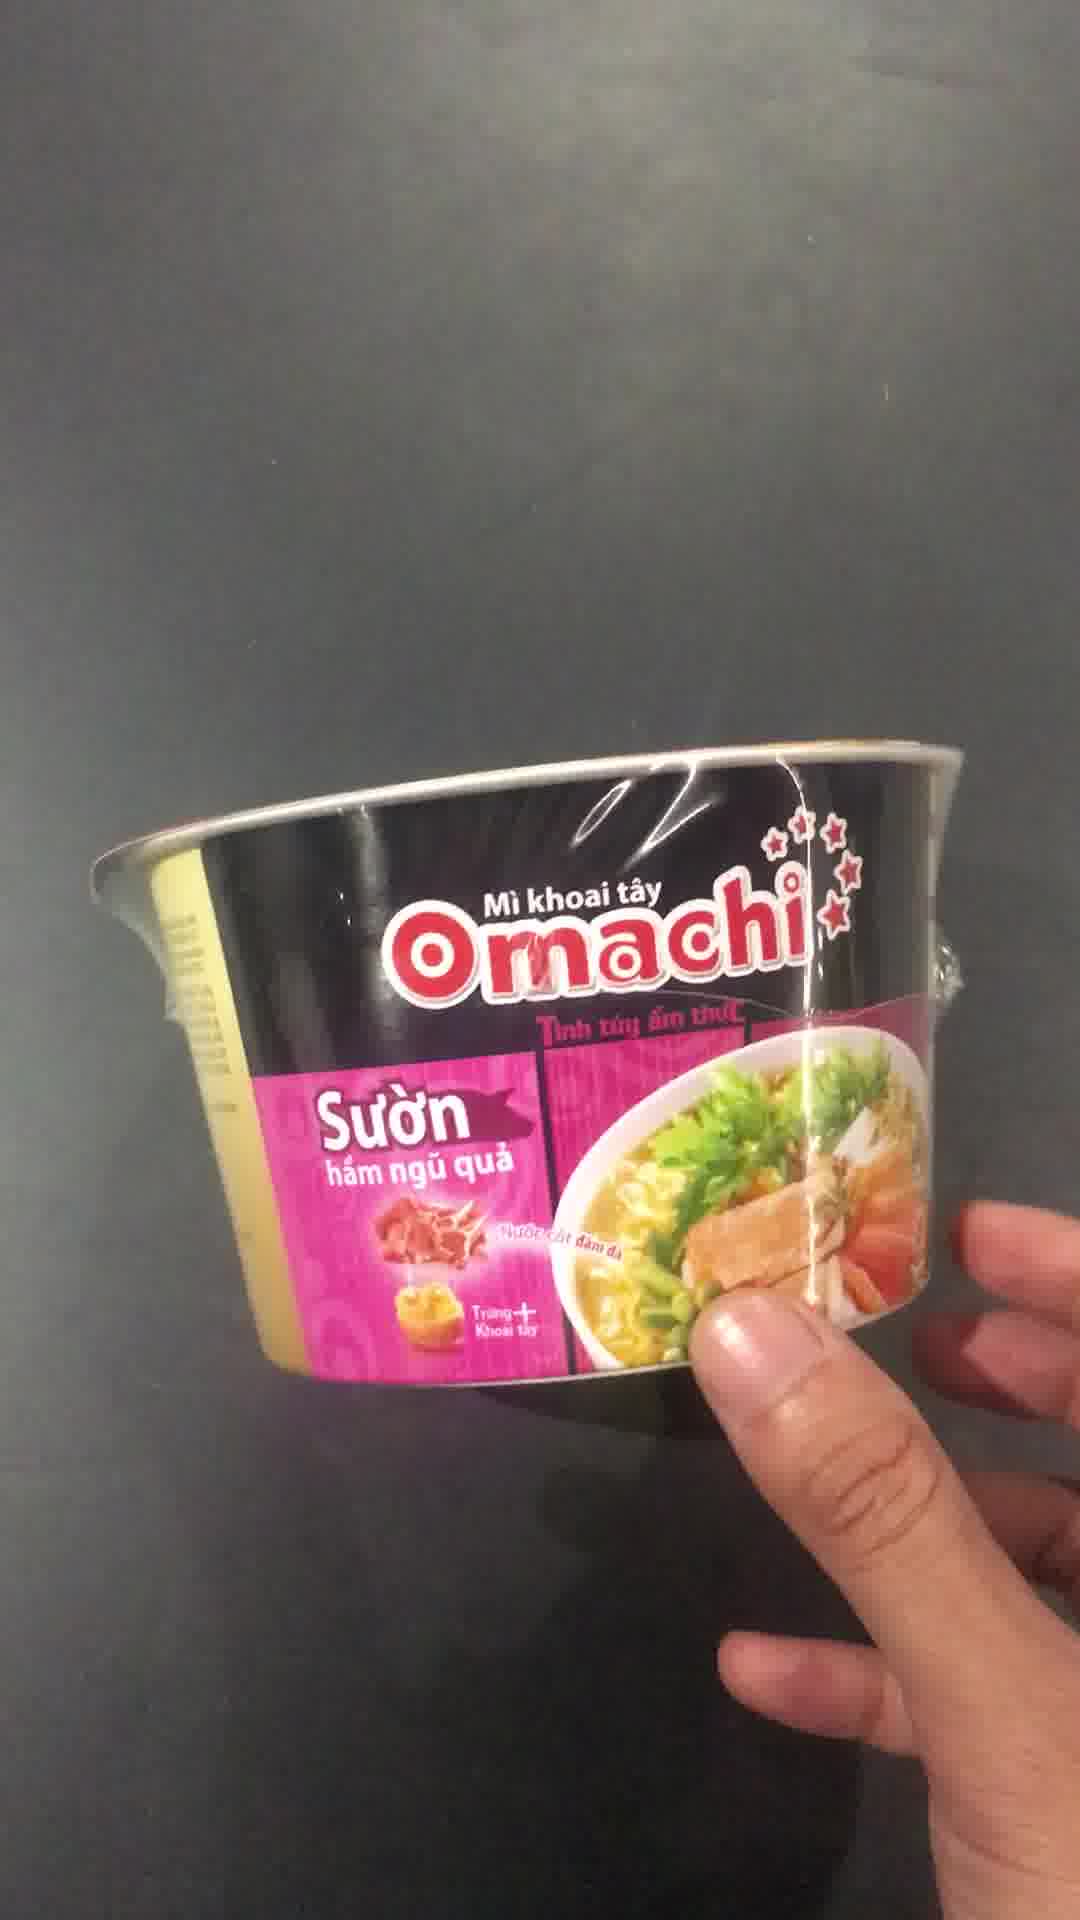 Mì khoai tây
Omachi
Tinh túy ẩm thực
Sườn
hầm ngũ quả
Nước cốt đậm đà
Trứng+
Khoai tây